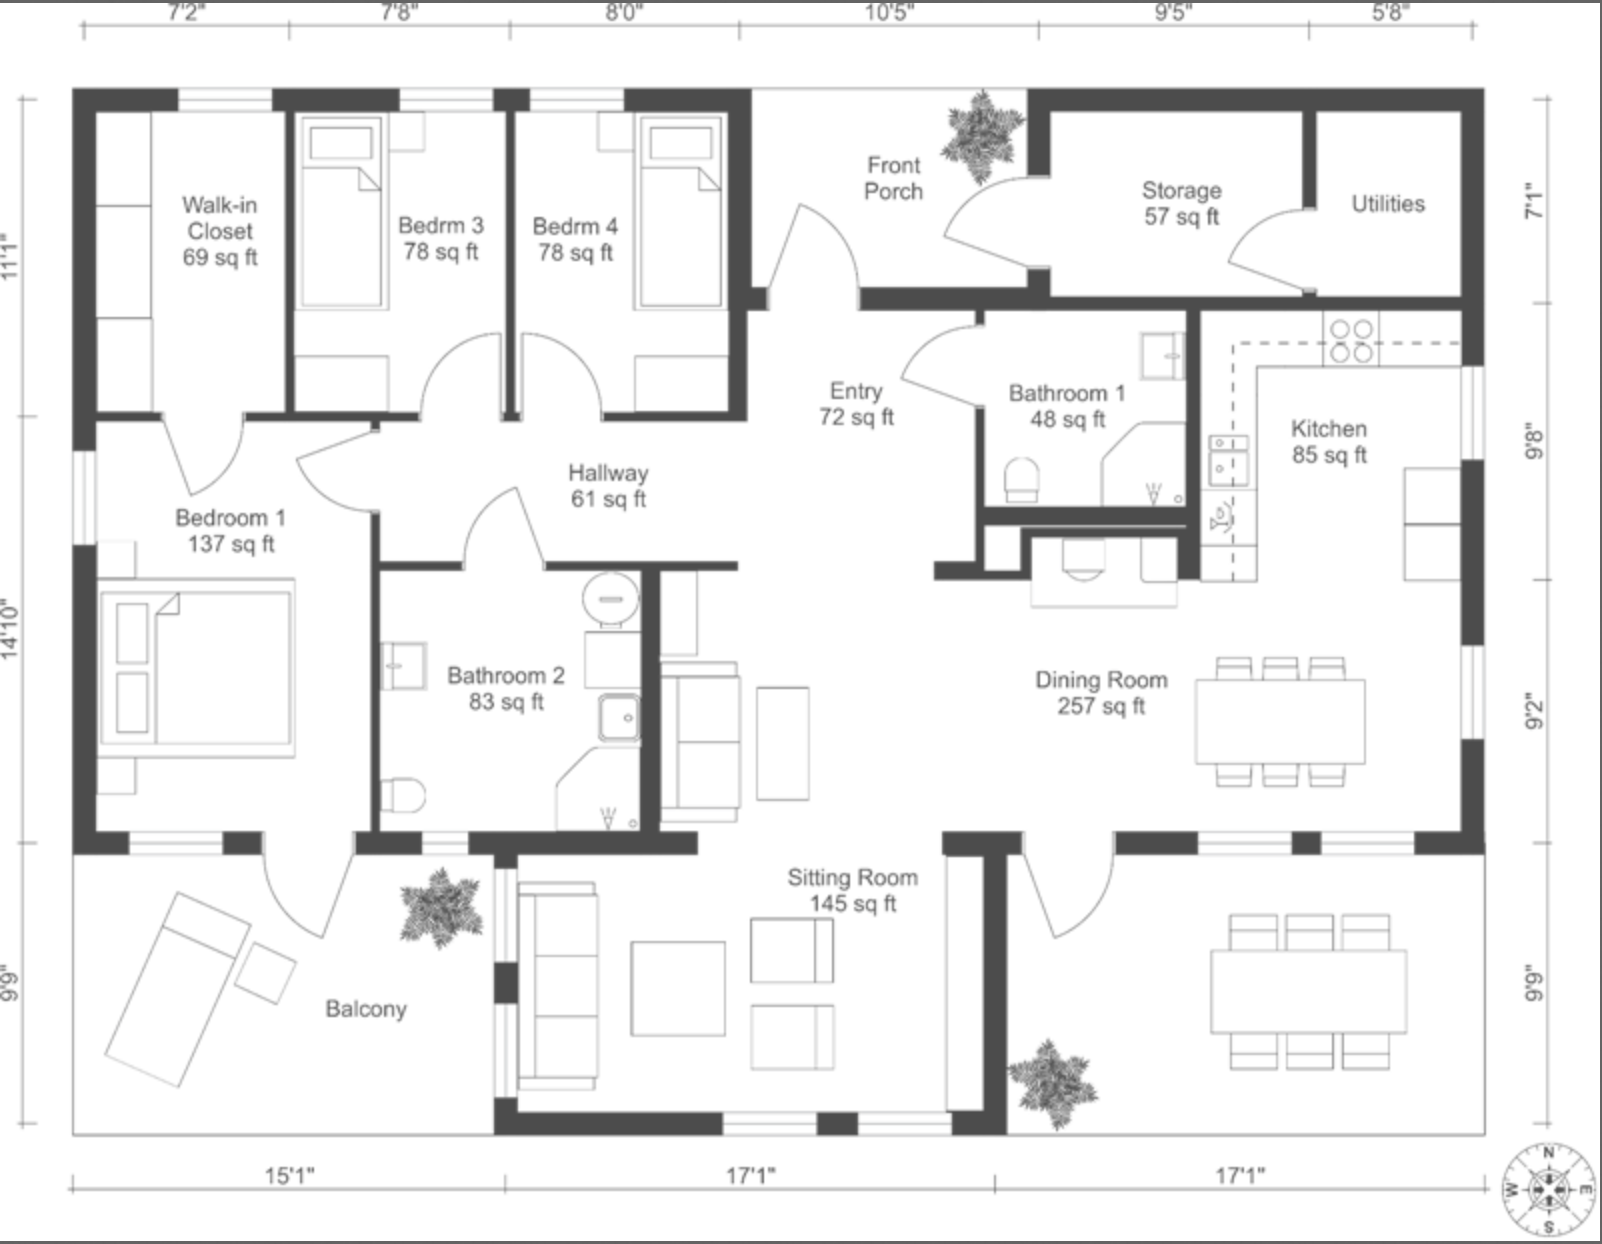 7'2"
7'8"
8'0"
10'5"
9'5"
5'8"
11'1"
14'10"
9'9"
7'1"
9'8"
9'2"
9'9"
Walk-in
Closet
69 sq ft
Bedrm 3
78 sq ft
Bedrm 4
78 sq ft
Front
Porch
Storage
57 sq ft
Utilities
Entry
72 sq ft
Bathroom 1
48 sq ft
Kitchen
85 sq ft
Hallway
61 sq ft
Bedroom 1
137 sq ft
Bathroom 2
83 sq ft
Dining Room
257 sq ft
Sitting Room
145 sq ft
Balcony
15'1"
17'1"
17'1"
N
W
E
S